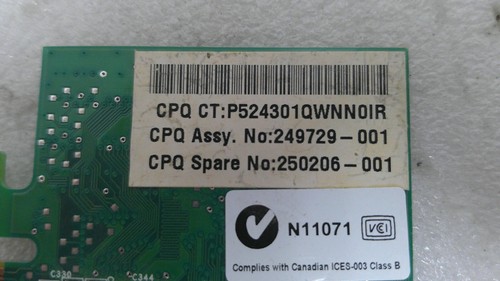 CPQ CT:P524301QWNN0IR
CPQ Assy. No:249729-001
CPQ Spare No:250206-001
N11071
VCI
Complies with Canadian ICES-003 Class B
C330
C344